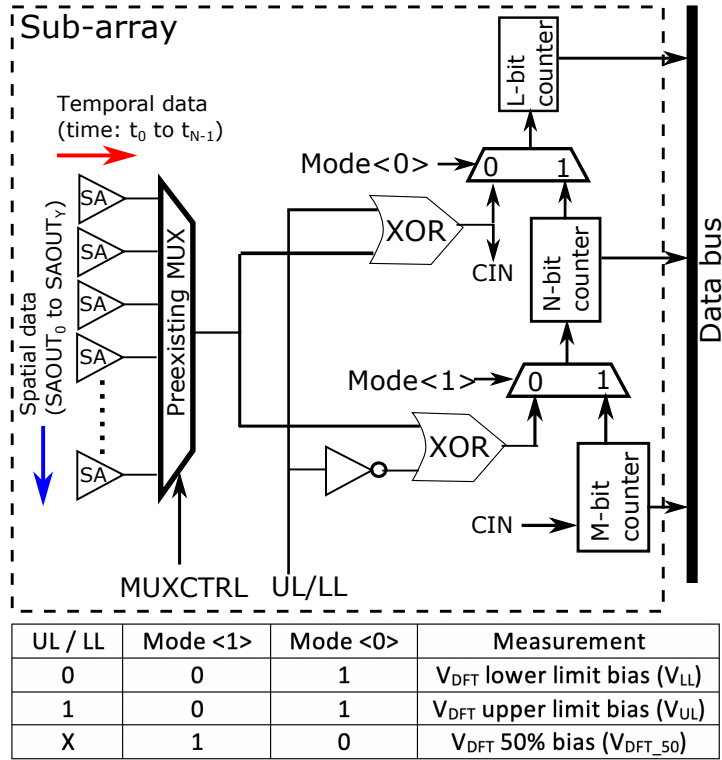 Sub-array
Temporal data
(time: t0 to tN-1)
Spatial data
(SAOUT0 to SAOUTY)
SA
SA
SA
SA
SA
Preexisting MUX
MUXCTRL
UL/LL
XOR
CIN
XOR
Mode<0>
0 1
L-bit
counter
N-bit
counter
Mode<1>
0 1
CIN
M-bit
counter
Data bus
UL / LL Mode <1> Mode <0> Measurement
0 0 1 VDFT lower limit bias (VLL)
1 0 1 VDFT upper limit bias (VUL)
X 1 0 VDFT 50% bias (VDFT_50)